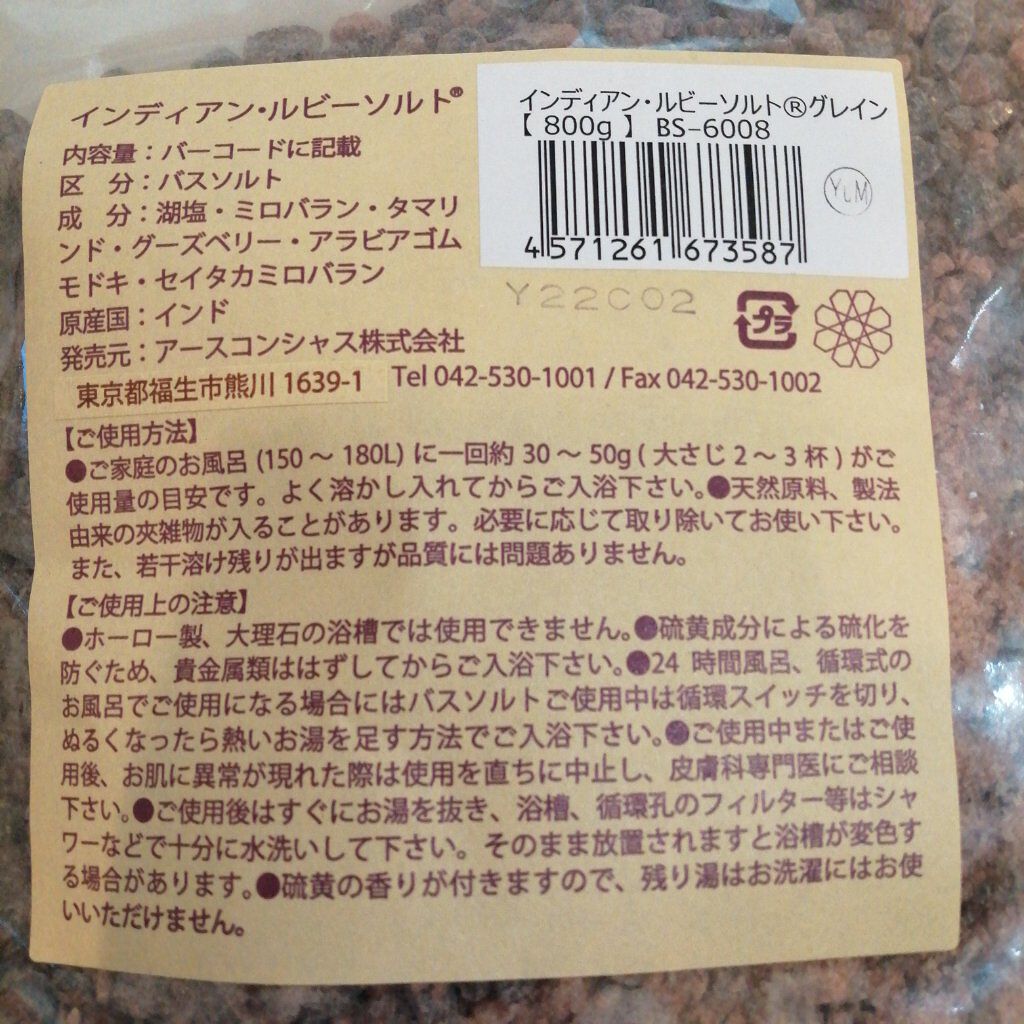 インディアン・ルビーソルト®
内容量：バーコードに記載
区　分：バスソルト
成　分：湖塩・ミロバラン・タマリ
ンド・グーズベリー・アラビアゴム
モドキ・セイタカミロバラン
原産国：インド
発売元：アースコンシャス株式会社
東京都福生市熊川 1639-1 Tel 042-530-1001 / Fax 042-530-1002
インディアン・ルビーソルト®グレイン
【 800g 】 BS-6008
YUM
4 571261 673587
Y22C02
プラ
【ご使用方法】
●ご家庭のお風呂 (150 ～ 180L) に一回約 30 ～ 50g ( 大さじ 2 ～ 3 杯 ) がご
使用量の目安です。よく溶かし入れてからご入浴下さい。●天然原料、製法
由来の夾雑物が入ることがあります。必要に応じて取り除いてお使い下さい。
また、若干溶け残りが出ますが品質には問題ありません。
【ご使用上の注意】
●ホーロー製、大理石の浴槽では使用できません。●硫黄成分による硫化を
防ぐため、貴金属類ははずしてからご入浴下さい。●24 時間風呂、循環式の
お風呂でご使用になる場合にはバスソルトご使用中は循環スイッチを切り、
ぬるくなったら熱いお湯を足す方法でご入浴下さい。●ご使用中またはご使
用後、お肌に異常が現れた際は使用を直ちに中止し、皮膚科専門医にご相談
下さい。●ご使用後はすぐにお湯を抜き、浴槽、循環孔のフィルター等はシャ
ワーなどで十分に水洗いして下さい。そのまま放置されますと浴槽が変色す
る場合があります。●硫黄の香りが付きますので、残り湯はお洗濯にはお使
いいただけません。